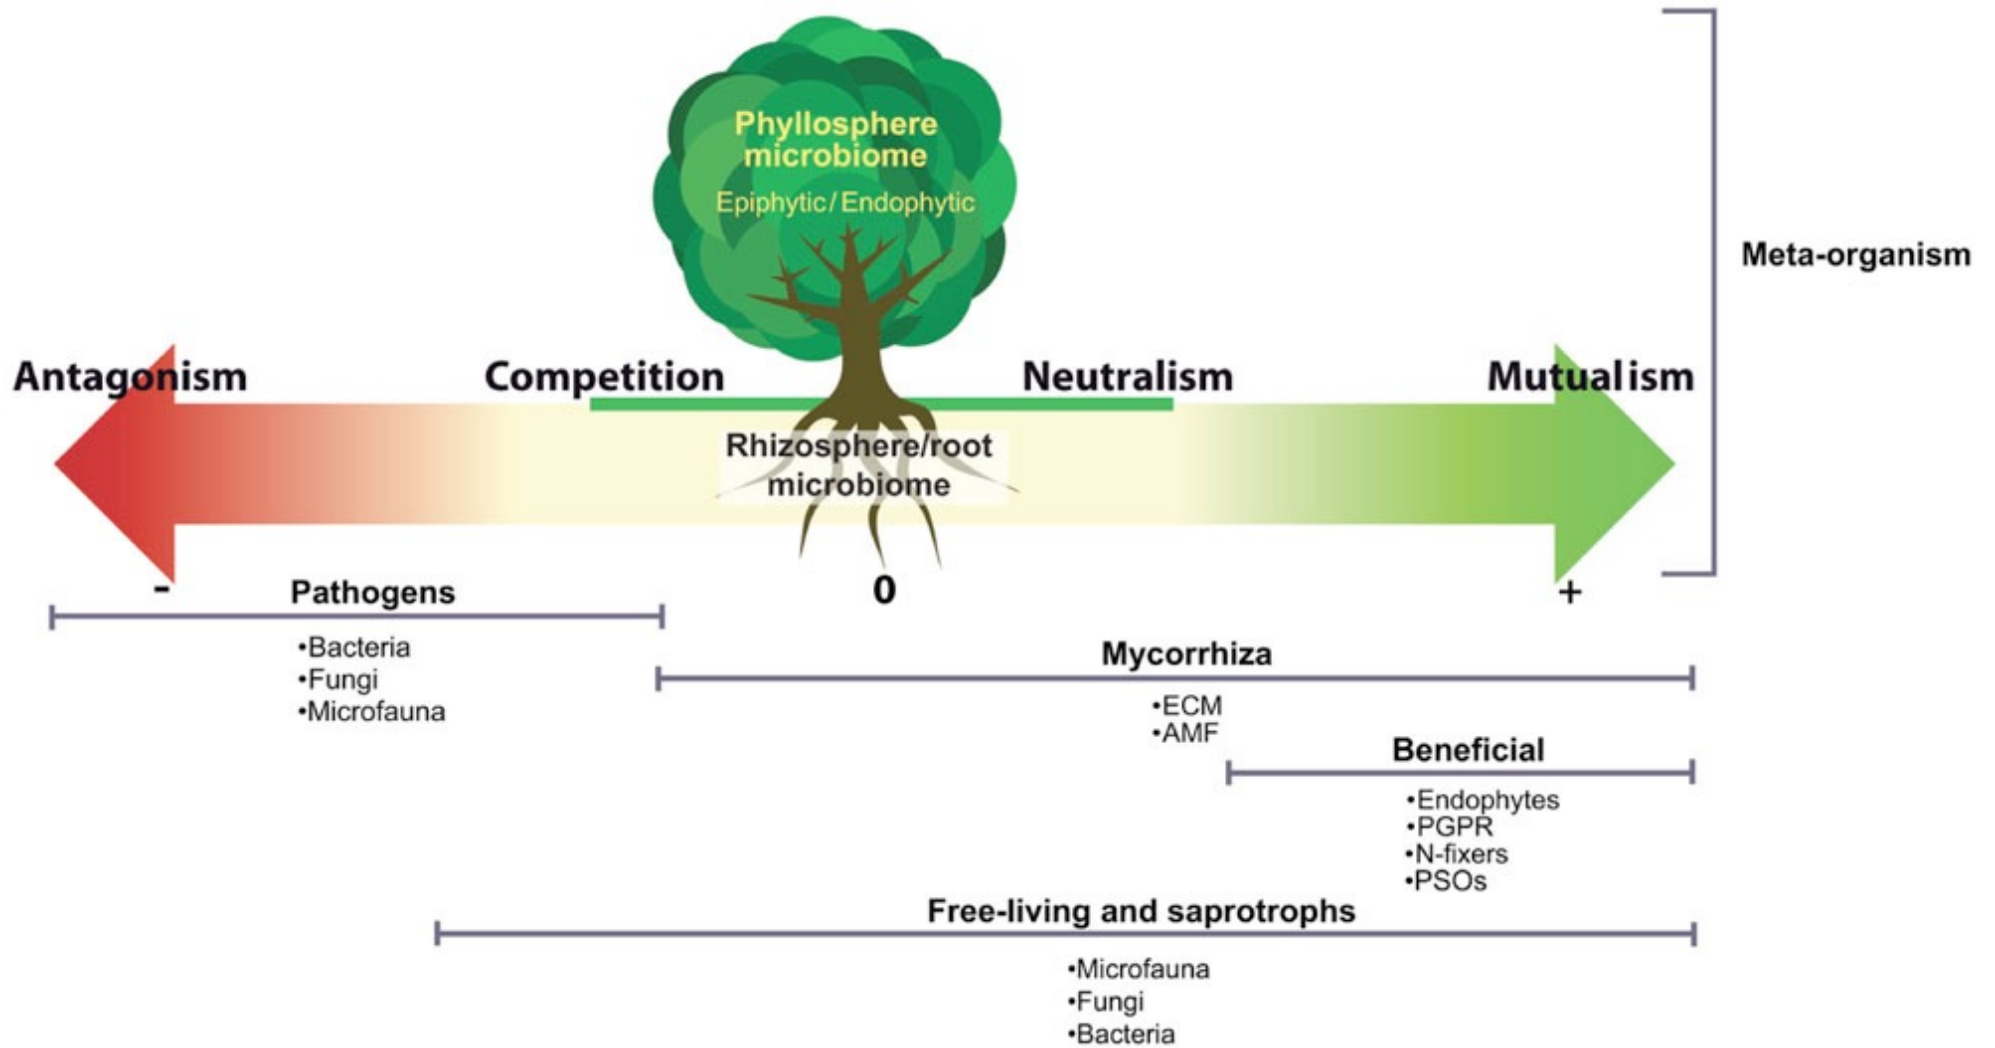 Phyllosphere
microbiome
Epiphytic/Endophytic
Meta-organism
Antagonism
Competition
Neutralism
Mutualism
Rhizosphere/root
microbiome
-
0
+
Pathogens
•Bacteria
•Fungi
•Microfauna
Mycorrhiza
•ECM
•AMF
Beneficial
•Endophytes
•PGPR
•N-fixers
•PSOs
Free-living and saprotrophs
•Microfauna
•Fungi
•Bacteria